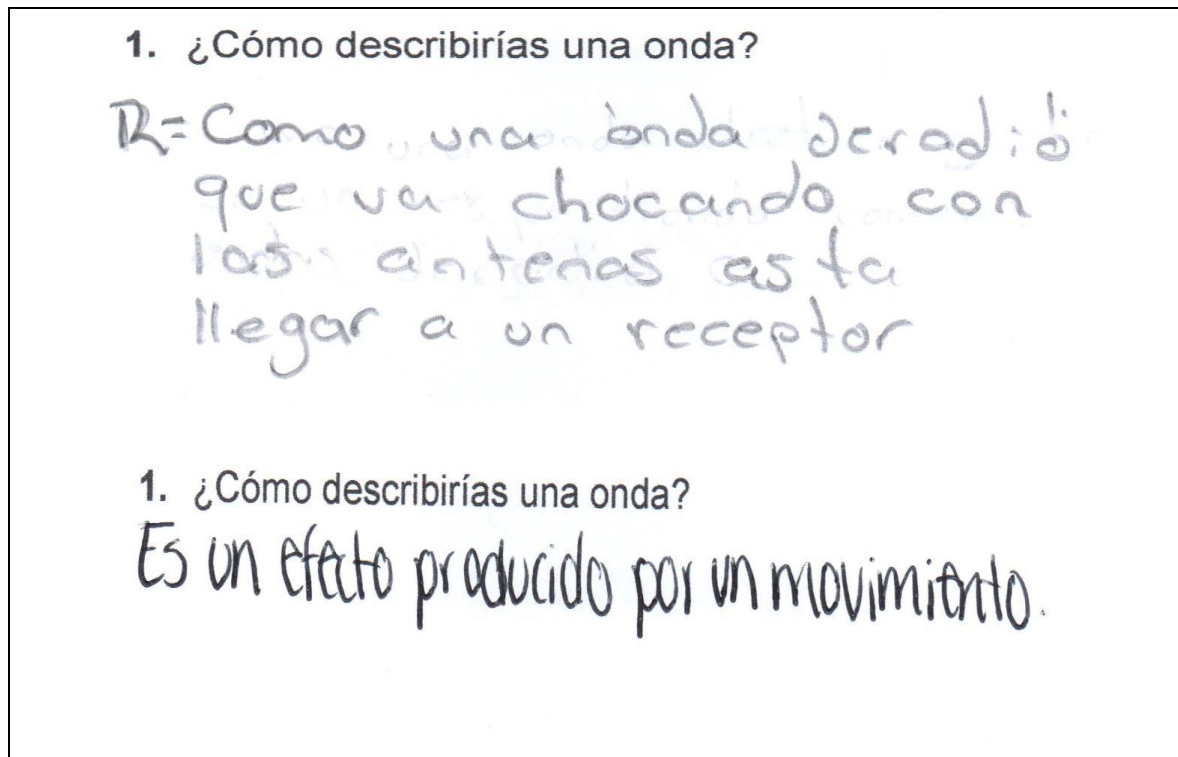 1. ¿Cómo describirías una onda?
R= Como una onda de radio
que va chocando con
las antenas asta
llegar a un receptor
1. ¿Cómo describirías una onda?
Es un efecto producido por un movimiento.